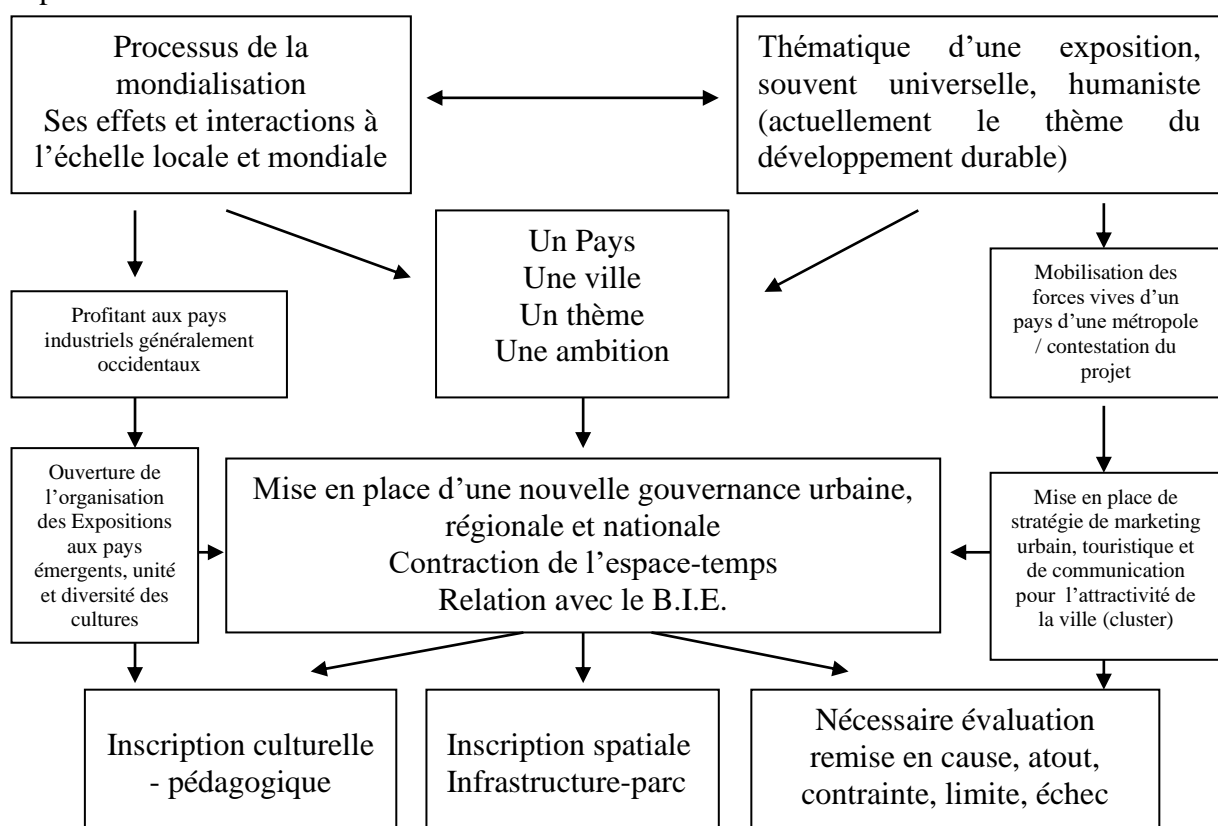 Processus de la
mondialisation
Ses effets et interactions à
l’échelle locale et mondiale
Thématique d’une exposition,
souvent universelle, humaniste
(actuellement le thème du
développement durable)
Un Pays
Une ville
Un thème
Une ambition
Profitant aux pays
industriels généralement
occidentaux
Mobilisation des
forces vives d’un
pays d’une métropole
/ contestation du
projet
Ouverture de
l’organisation
des Expositions
aux pays
émergents, unité
et diversité des
cultures
Mise en place d’une nouvelle gouvernance urbaine,
régionale et nationale
Contraction de l’espace-temps
Relation avec le B.I.E.
Mise en place de
stratégie de marketing
urbain, touristique et
de communication
pour l’attractivité de
la ville (cluster)
Inscription culturelle
- pédagogique
Inscription spatiale
Infrastructure-parc
Nécessaire évaluation
remise en cause, atout,
contrainte, limite, échec